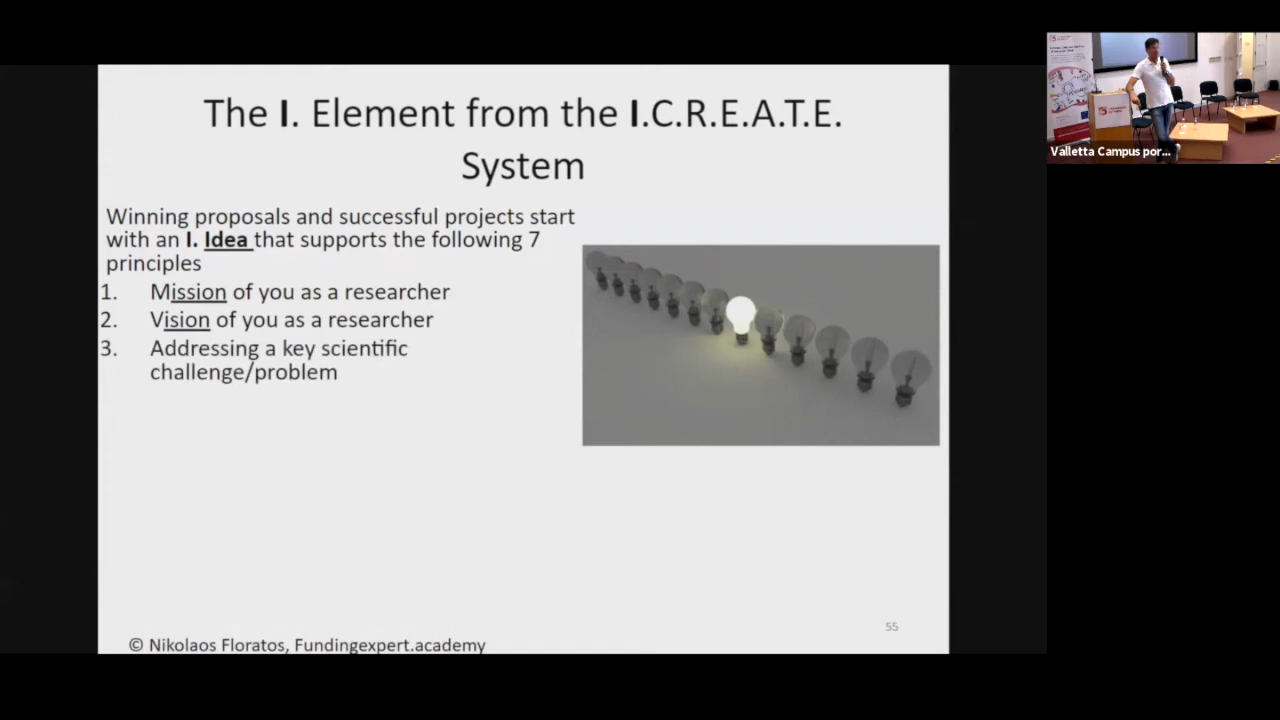 The I. Element from the I.C.R.E.A.T.E.
System
Winning proposals and successful projects start
with an I. Idea that supports the following 7
principles
1. Mission of you as a researcher
2. Vision of you as a researcher
3. Addressing a key scientific
challenge/problem
55
© Nikolaos Floratos, Fundingexpert.academy
Valletta Campus por...